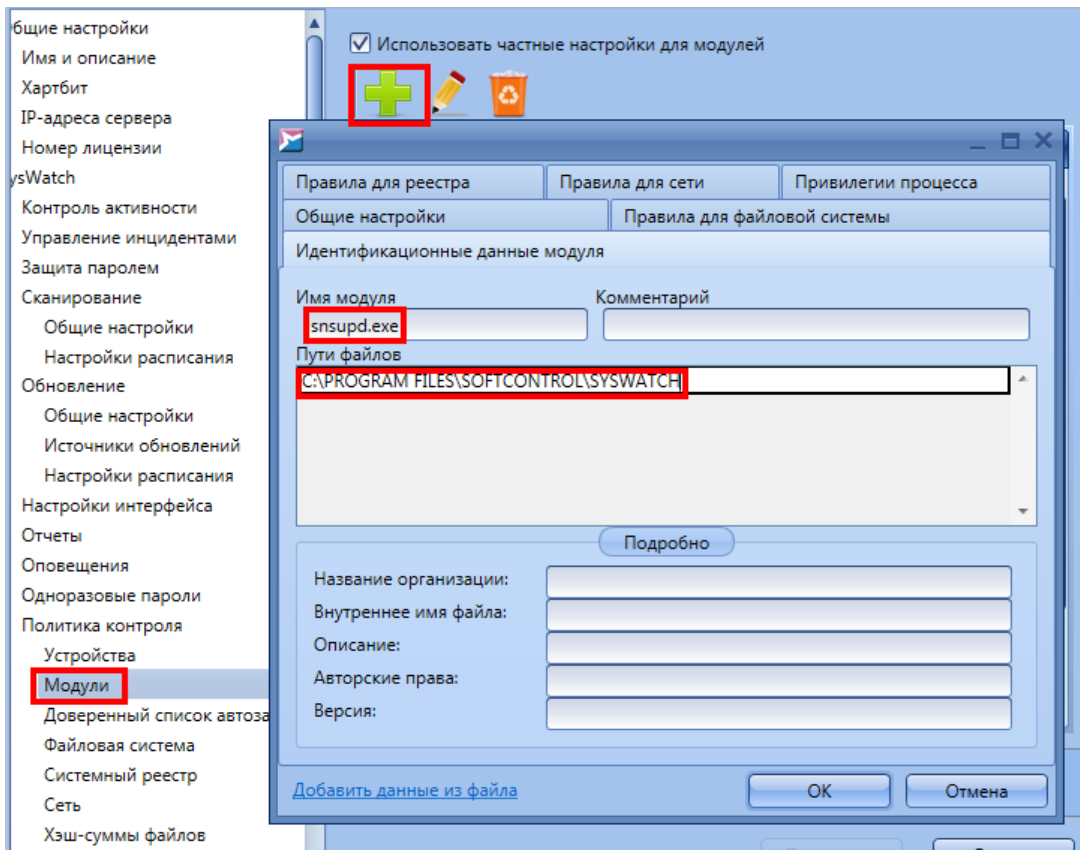 бщие настройки
Имя и описание
Хартбит
IP-адреса сервера
Номер лицензии
ysWatch
Контроль активности
Управление инцидентами
Защита паролем
Сканирование
Общие настройки
Настройки расписания
Обновление
Общие настройки
Источники обновлений
Настройки расписания
Настройки интерфейса
Отчеты
Оповещения
Одноразовые пароли
Политика контроля
Устройства
Модули
Доверенный список автоза
Файловая система
Системный реестр
Сеть
Хэш-суммы файлов
Использовать частные настройки для модулей
Правила для реестра Правила для сети Привилегии процесса
Общие настройки Правила для файловой системы
Идентификационные данные модуля
Имя модуля Комментарий
snsupd.exe
Пути файлов
C:\PROGRAM FILES\SOFTCONTROL\SYSWATCH
Подробно
Название организации:
Внутреннее имя файла:
Описание:
Авторские права:
Версия:
Добавить данные из файла OK Отмена